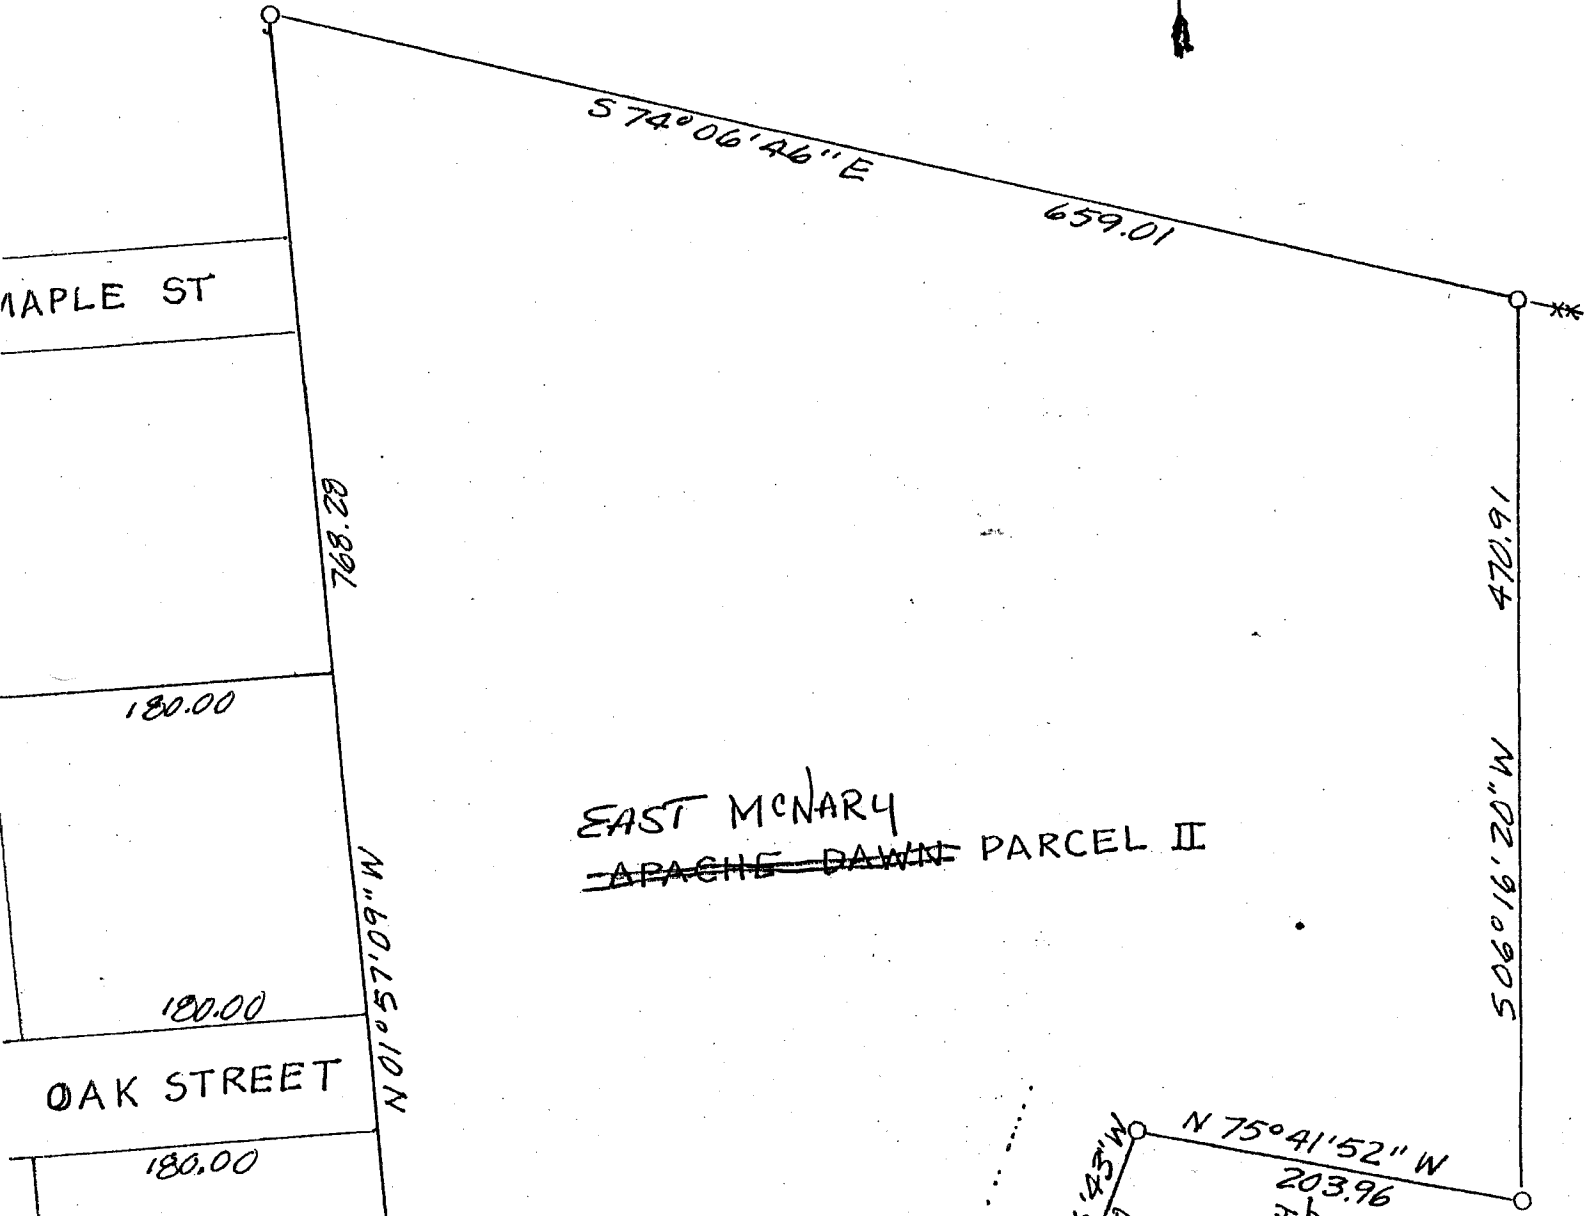 S 74°06'46" E
659.01
MAPLE ST
768.28
470.91
180.00
EAST McNARY
APACHE DAWN PARCEL II
S06°16'20"W
N01°57'09"W
180.00
OAK STREET
180.00
N 75°41'52" W
203.96
'43"W